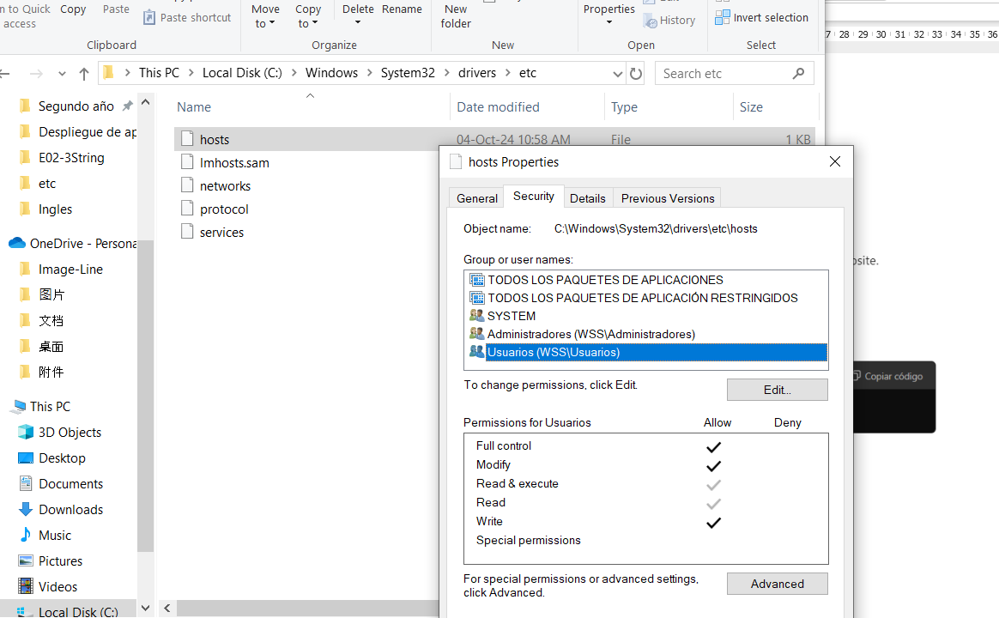 n to Quick
access
Copy
Paste
Paste shortcut
Clipboard
Move
to
Copy
to
Delete
Rename
Organize
New
folder
New
Properties
Edit
History
Open
Invert selection
Select
7 28 29 30 31 32 33 34 35 36
This PC > Local Disk (C:) > Windows > System32 > drivers > etc
Search etc
Segundo año
Despliegue de ap
E02-3String
etc
Ingles
OneDrive - Persona
Image-Line
图片
文档
桌面
附件
This PC
3D Objects
Desktop
Documents
Downloads
Music
Pictures
Videos
Local Disk (C:)
Name Date modified Type Size
hosts 04-Oct-24 10:58 AM File 1 KB
lmhosts.sam
networks
protocol
services
hosts Properties
General Security Details Previous Versions
Object name: C:\Windows\System32\drivers\etc\hosts
Group or user names:
TODOS LOS PAQUETES DE APLICACIONES
TODOS LOS PAQUETES DE APLICACIÓN RESTRINGIDOS
SYSTEM
Administradores (WSS\Administradores)
Usuarios (WSS\Usuarios)
To change permissions, click Edit.
Edit...
Permissions for Usuarios Allow Deny
Full control
Modify
Read & execute
Read
Write
Special permissions
For special permissions or advanced settings,
click Advanced.
Advanced
osite.
Copiar código